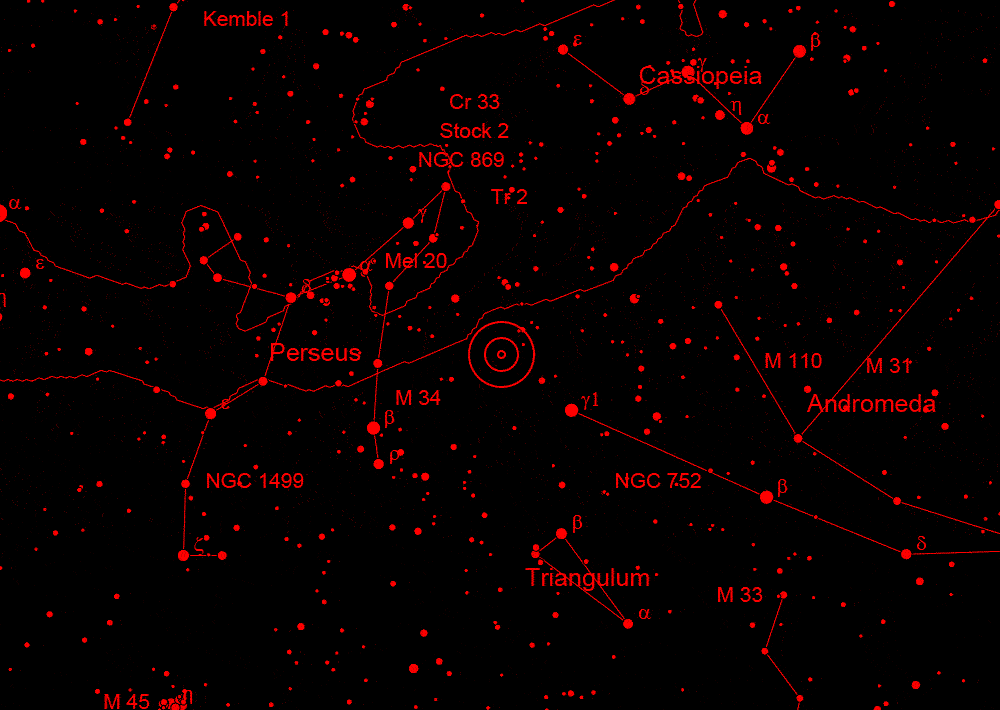 Kemble 1
ε
β
γ
Cassiopeia
δ
η
α
Cr 33
Stock 2
NGC 869
Tr 2
α
γ
ε
Mel 20
α
δ
η
Perseus
M 110
M 31
M 34
γ1
Andromeda
ε
β
ρ
NGC 1499
NGC 752
β
ζ
β
δ
Triangulum
M 33
α
M 45
η